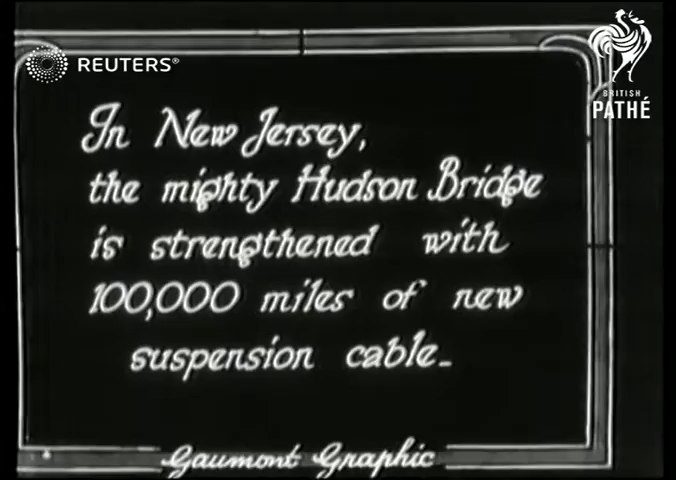 REUTERS®
BRITISH
PATHÉ
In New Jersey,
the mighty Hudson Bridge
is strengthened with
100,000 miles of new
suspension cable_
Gaumont Graphic